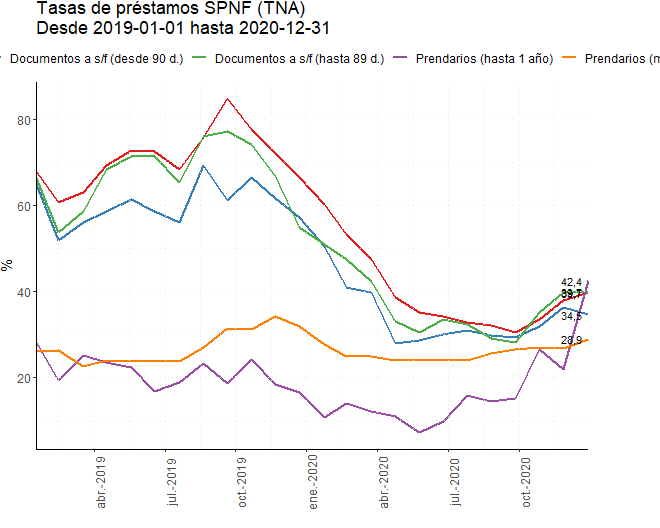 Tasas de préstamos SPNF (TNA)
Desde 2019-01-01 hasta 2020-12-31
Documentos a s/f (desde 90 d.) Documentos a s/f (hasta 89 d.) Prendarios (hasta 1 año) Prendarios (m
80
60
40
20
%
42,4
34,5
28,9
abr.-2019
jul.-2019
oct.-2019
ene.-2020
abr.-2020
jul.-2020
oct.-2020